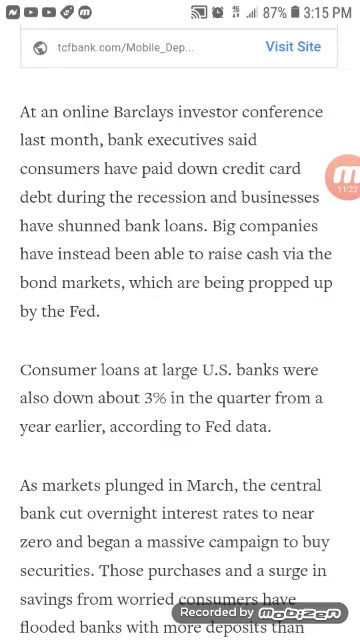 87% 3:15 PM
tcfbank.com/Mobile_Dep... Visit Site
At an online Barclays investor conference
last month, bank executives said
consumers have paid down credit card
debt during the recession and businesses
have shunned bank loans. Big companies
have instead been able to raise cash via the
bond markets, which are being propped up
by the Fed.
11:22
Consumer loans at large U.S. banks were
also down about 3% in the quarter from a
year earlier, according to Fed data.
As markets plunged in March, the central
bank cut overnight interest rates to near
zero and began a massive campaign to buy
securities. Those purchases and a surge in
savings from worried consumers have
flooded banks with more deposits than
Recorded by mobizen